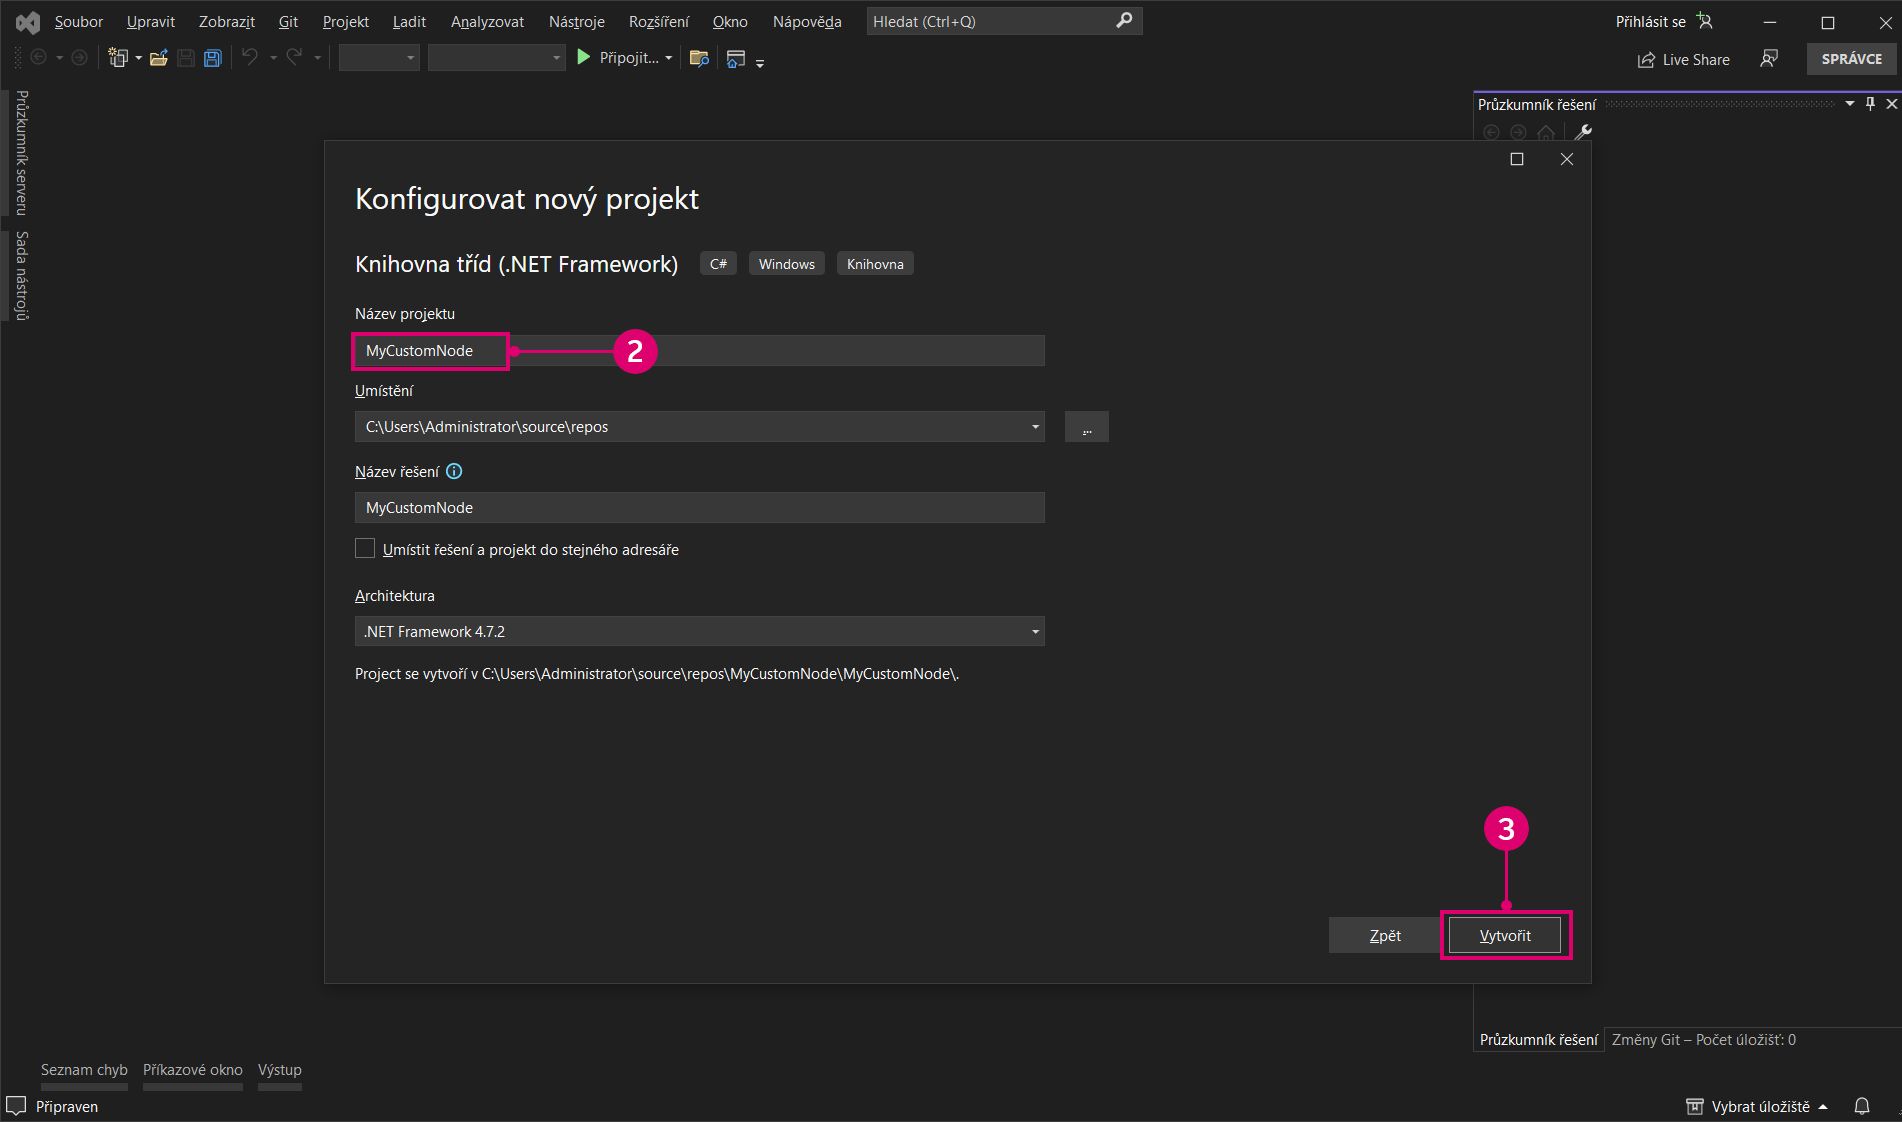 Soubor Upravit Zobrazit Git Projekt Ladit Analyzovat Nástroje Rozšíření Okno Nápověda Hledat (Ctrl+Q) Přihlásit se
Připojit... Live Share SPRÁVCE
Průzkumník serveru
Sada nástrojů
Průzkumník řešení
Konfigurovat nový projekt
Knihovna tříd (.NET Framework) C# Windows Knihovna
Název projektu
MyCustomNode 2
Umístění
C:\Users\Administrator\source\repos ...
Název řešení
MyCustomNode
Umístit řešení a projekt do stejného adresáře
Architektura
.NET Framework 4.7.2
Project se vytvoří v C:\Users\Administrator\source\repos\MyCustomNode\MyCustomNode\.
3
Zpět Vytvořit
Průzkumník řešení Změny Git – Počet úložišť: 0
Seznam chyb Příkazové okno Výstup
Připraven Vybrat úložiště